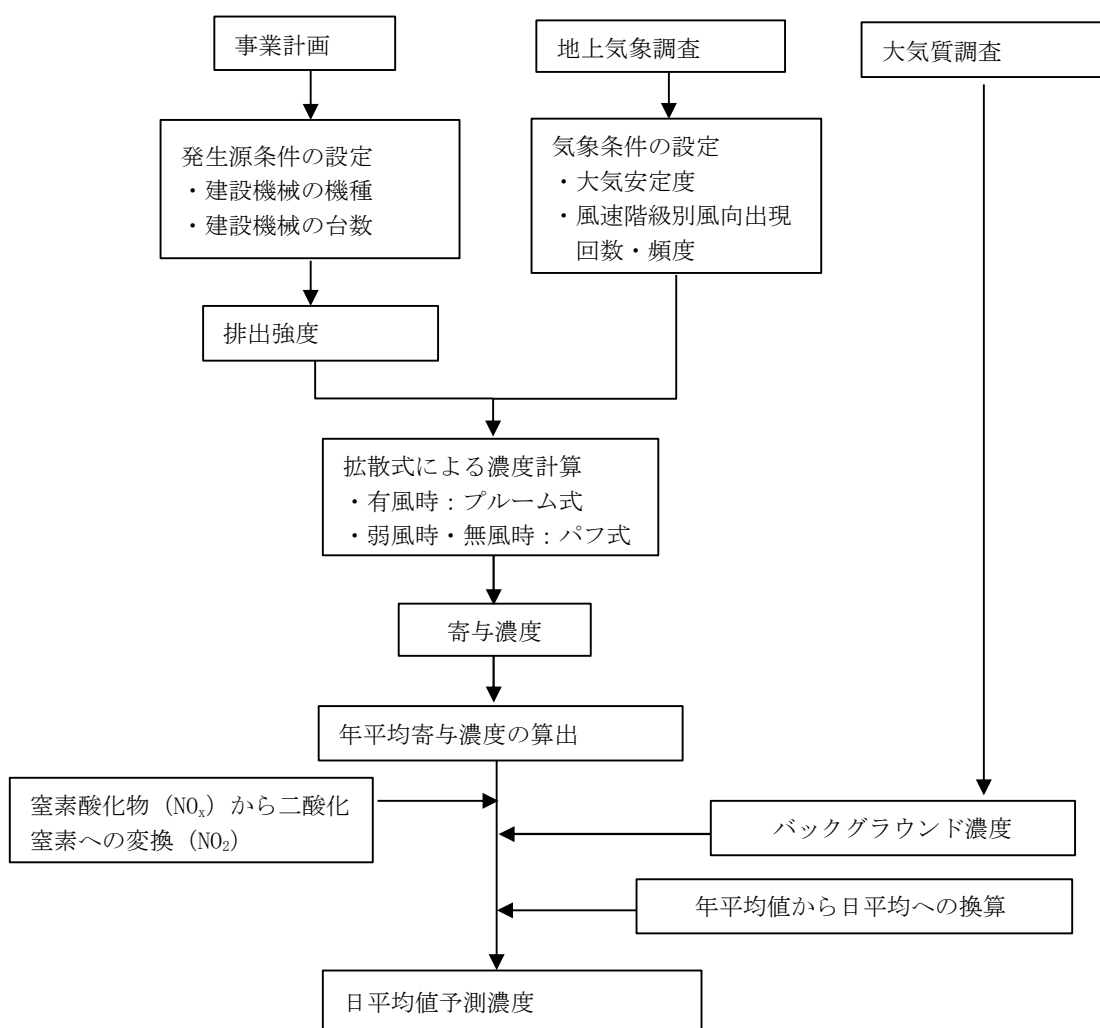 事業計画
地上気象調査
大気質調査
発生源条件の設定
・建設機械の機種
・建設機械の台数
気象条件の設定
・大気安定度
・風速階級別風向出現
回数・頻度
排出強度
拡散式による濃度計算
・有風時：プルーム式
・弱風時・無風時：パフ式
寄与濃度
年平均寄与濃度の算出
窒素酸化物（NOx）から二酸化
窒素への変換（NO2）
バックグラウンド濃度
年平均値から日平均への換算
日平均値予測濃度